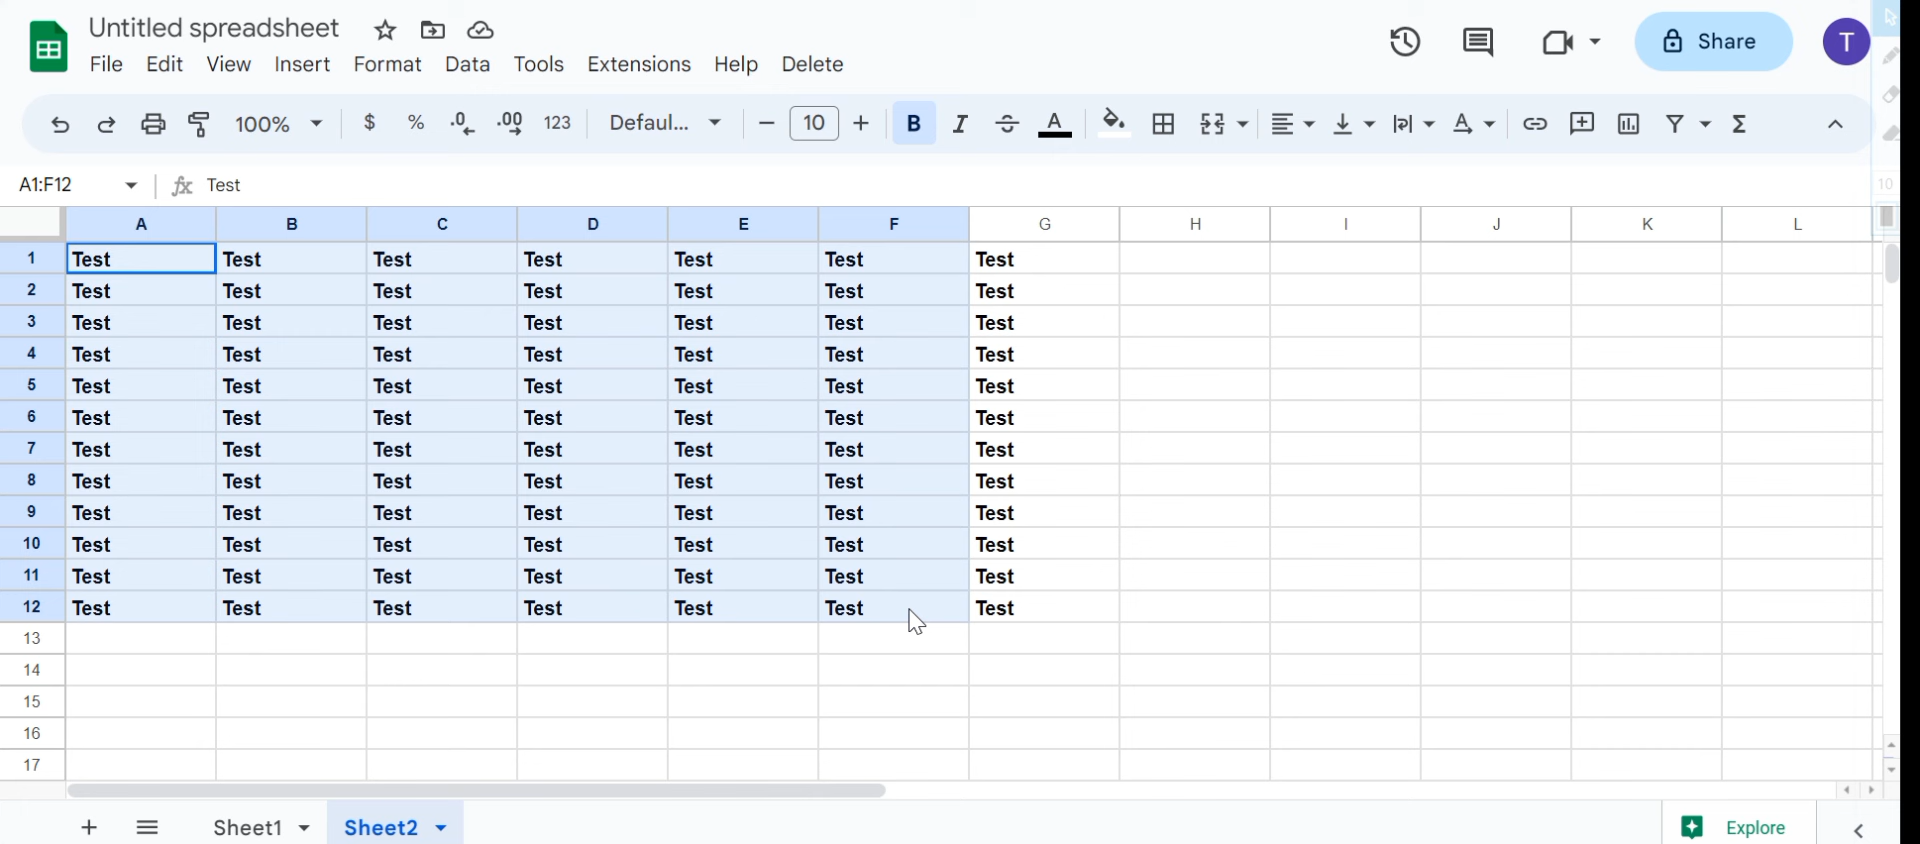 Untitled spreadsheet
File Edit View Insert Format Data Tools Extensions Help Delete
Share T
100% $ % .0 .00 123 Defaul... 10 B I A A Σ
10
A1:F12 fx Test
A B C D E F G H I J K L
1 Test Test Test Test Test Test Test
2 Test Test Test Test Test Test Test
3 Test Test Test Test Test Test Test
4 Test Test Test Test Test Test Test
5 Test Test Test Test Test Test Test
6 Test Test Test Test Test Test Test
7 Test Test Test Test Test Test Test
8 Test Test Test Test Test Test Test
9 Test Test Test Test Test Test Test
10 Test Test Test Test Test Test Test
11 Test Test Test Test Test Test Test
12 Test Test Test Test Test Test Test
13
14
15
16
17
Sheet1 Sheet2 Explore